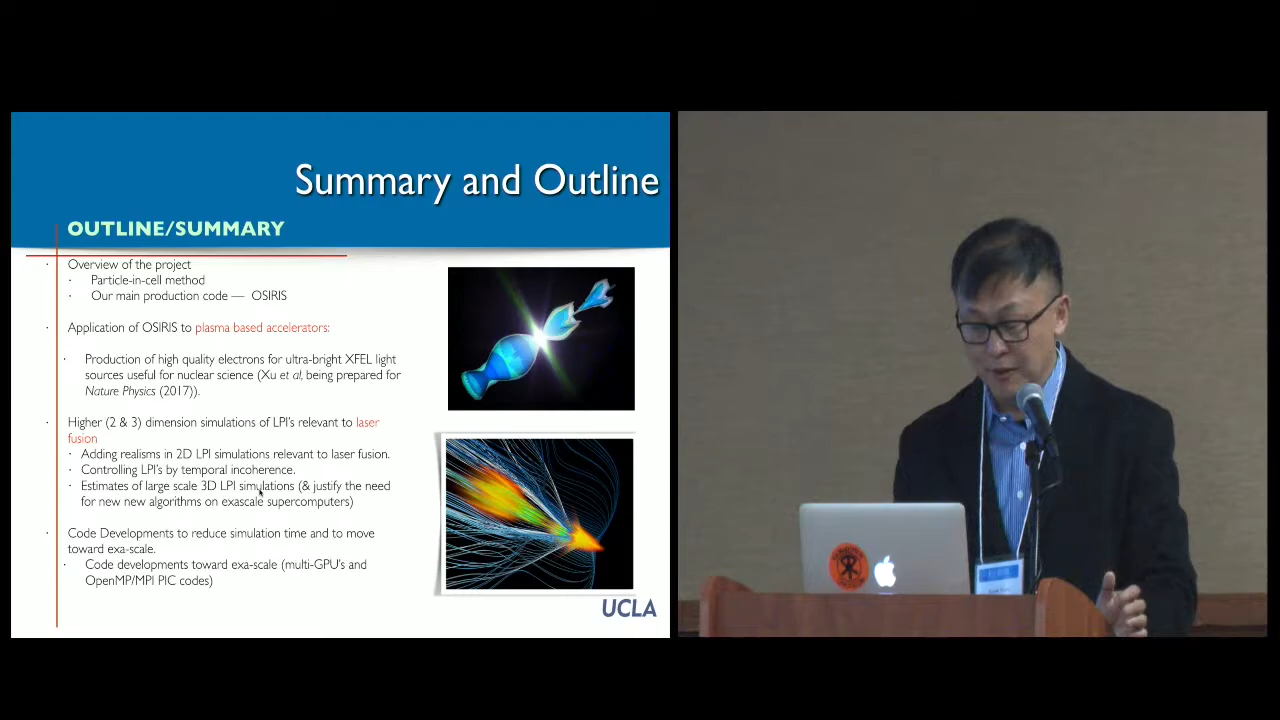 Summary and Outline
OUTLINE/SUMMARY
· Overview of the project
· Particle-in-cell method
· Our main production code — OSIRIS
· Application of OSIRIS to plasma based accelerators:
· Production of high quality electrons for ultra-bright XFEL light
sources useful for nuclear science (Xu et al, being prepared for
Nature Physics (2017)).
· Higher (2 & 3) dimension simulations of LPI's relevant to laser
fusion
· Adding realisms in 2D LPI simulations relevant to laser fusion.
· Controlling LPI's by temporal incoherence.
· Estimates of large scale 3D LPI simulations (& justify the need
for new new algorithms on exascale supercomputers)
· Code Developments to reduce simulation time and to move
toward exa-scale.
· Code developments toward exa-scale (multi-GPU's and
OpenMP/MPI PIC codes)
UCLA